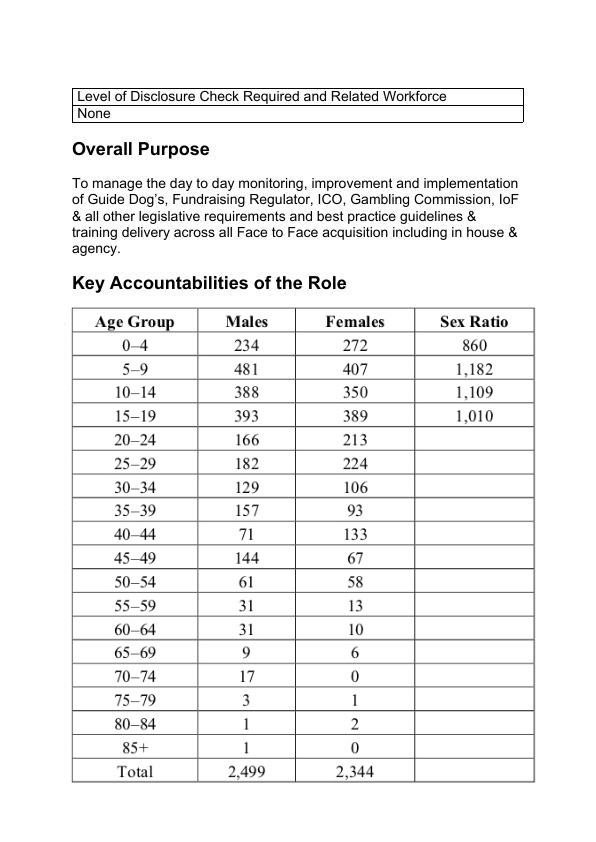 Level of Disclosure Check Required and Related Workforce
None
Overall Purpose
To manage the day to day monitoring, improvement and implementation
of Guide Dog's, Fundraising Regulator, ICO, Gambling Commission, IoF
& all other legislative requirements and best practice guidelines &
training delivery across all Face to Face acquisition including in house &
agency.
Key Accountabilities of the Role
Age Group Males Females Sex Ratio
0–4 234 272 860
5–9 481 407 1,182
10–14 388 350 1,109
15–19 393 389 1,010
20–24 166 213
25–29 182 224
30–34 129 106
35–39 157 93
40–44 71 133
45–49 144 67
50–54 61 58
55–59 31 13
60–64 31 10
65–69 9 6
70–74 17 0
75–79 3 1
80–84 1 2
85+ 1 0
Total 2,499 2,344